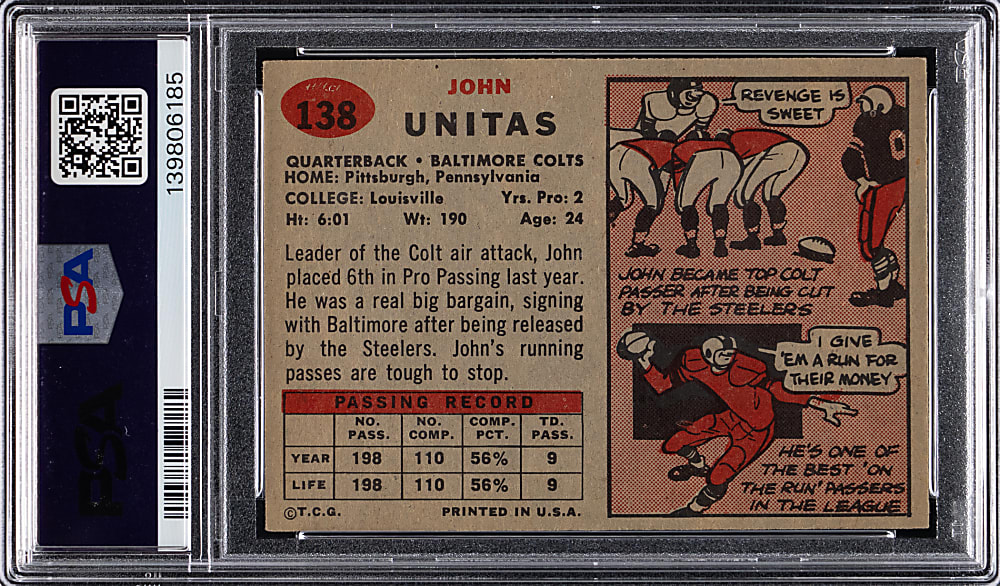 139806185
PSA
PSA
138
JOHN
UNITAS
QUARTERBACK • BALTIMORE COLTS
HOME: Pittsburgh, Pennsylvania
COLLEGE: Louisville Yrs. Pro: 2
Ht: 6:01 Wt: 190 Age: 24
Leader of the Colt air attack, John
placed 6th in Pro Passing last year.
He was a real big bargain, signing
with Baltimore after being released
by the Steelers. John's running
passes are tough to stop.
PASSING RECORD
NO. PASS. NO. COMP. COMP. PCT. TD. PASS.
YEAR 198 110 56% 9
LIFE 198 110 56% 9
©T.C.G. PRINTED IN U.S.A.
REVENGE IS
SWEET
JOHN BECAME TOP COLT
PASSER AFTER BEING CUT
BY THE STEELERS
I GIVE
'EM A RUN FOR
THEIR MONEY
HE'S ONE OF
THE BEST 'ON
THE RUN' PASSERS
IN THE LEAGUE